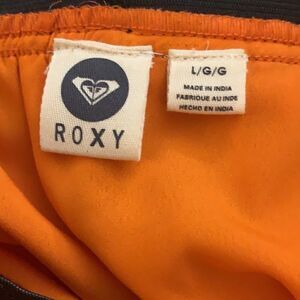 ROXY
L/G/G
MADE IN INDIA
FABRIQUE AU INDE
HECHO EN INDIA